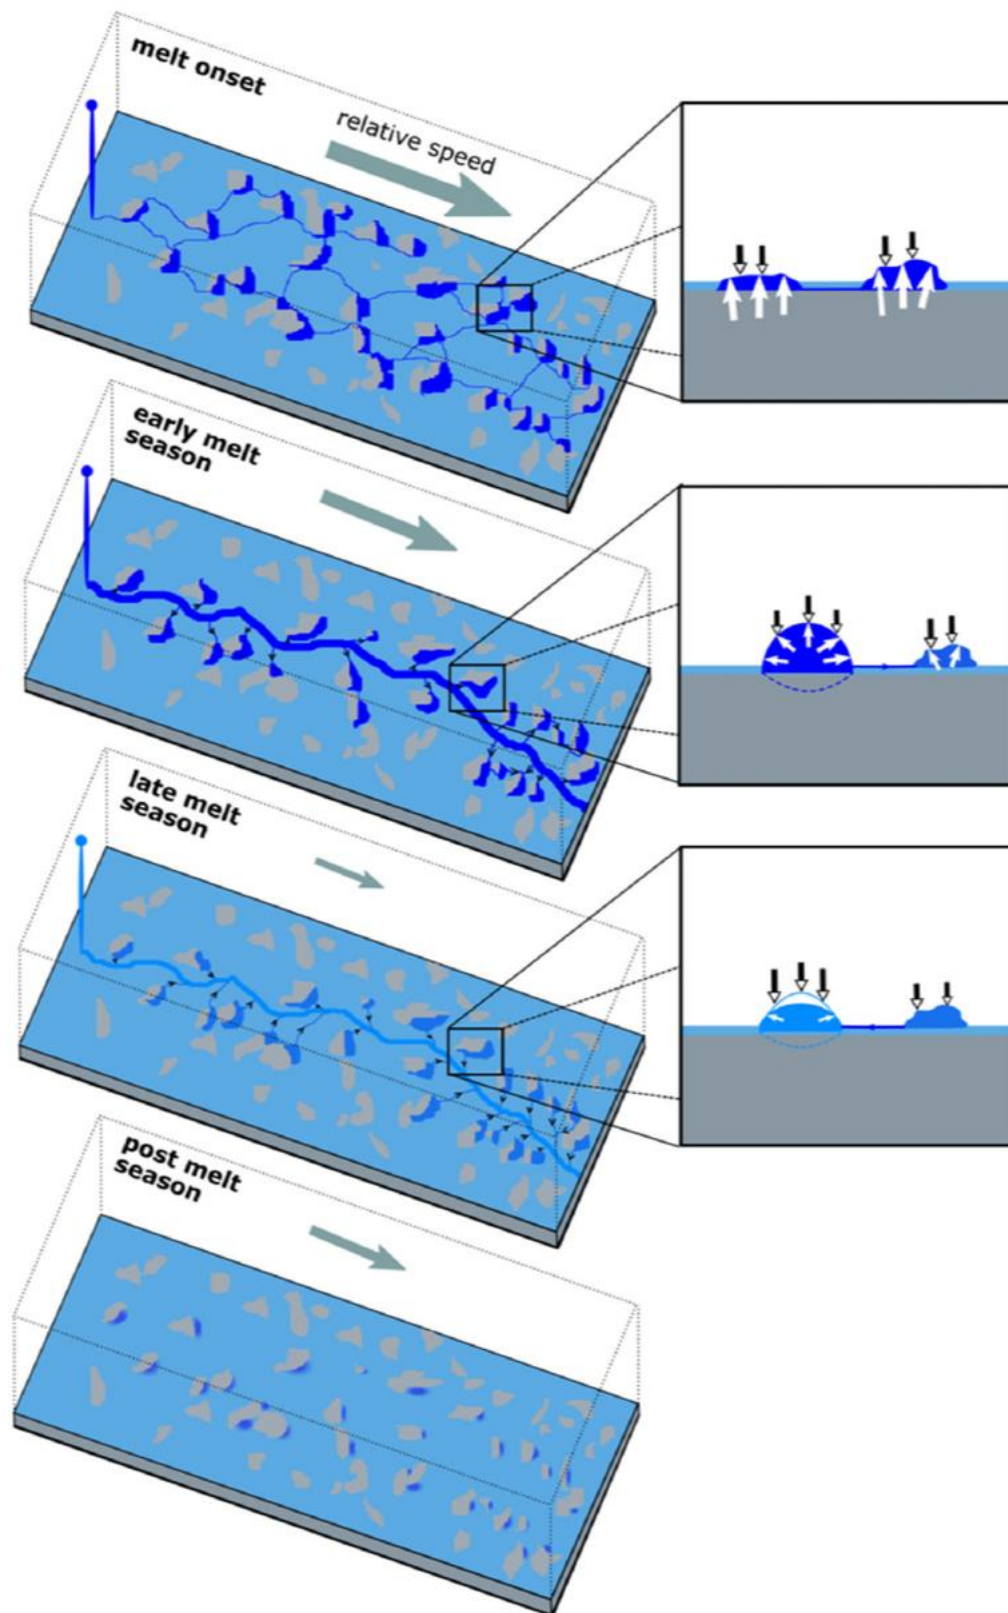 melt onset
relative speed
early melt
season
late melt
season
post melt
season